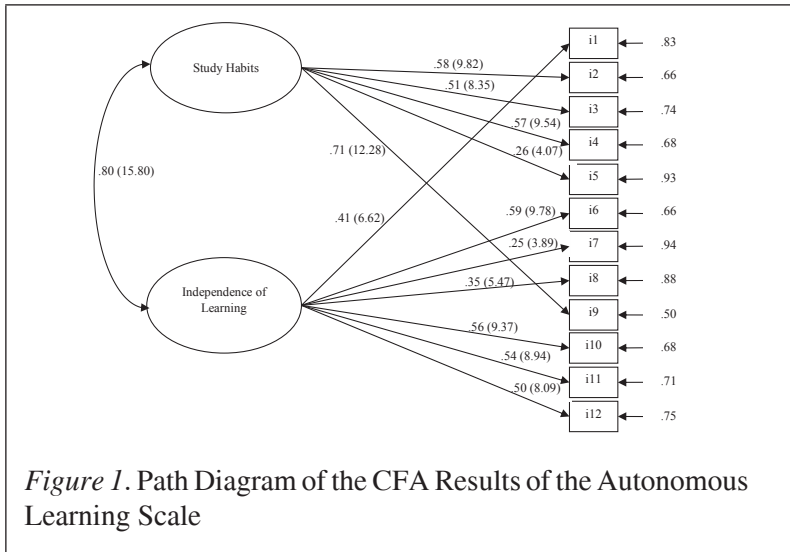 i1
.83
Study Habits
.58 (9.82)
i2
.66
.51 (8.35)
i3
.74
.57 (9.54)
i4
.68
.71 (12.28)
.26 (4.07)
i5
.93
.80 (15.80)
.41 (6.62)
.59 (9.78)
i6
.66
.25 (3.89)
i7
.94
.35 (5.47)
i8
.88
Independence of
Learning
i9
.50
.56 (9.37)
i10
.68
.54 (8.94)
i11
.71
.50 (8.09)
i12
.75
Figure 1. Path Diagram of the CFA Results of the Autonomous
Learning Scale